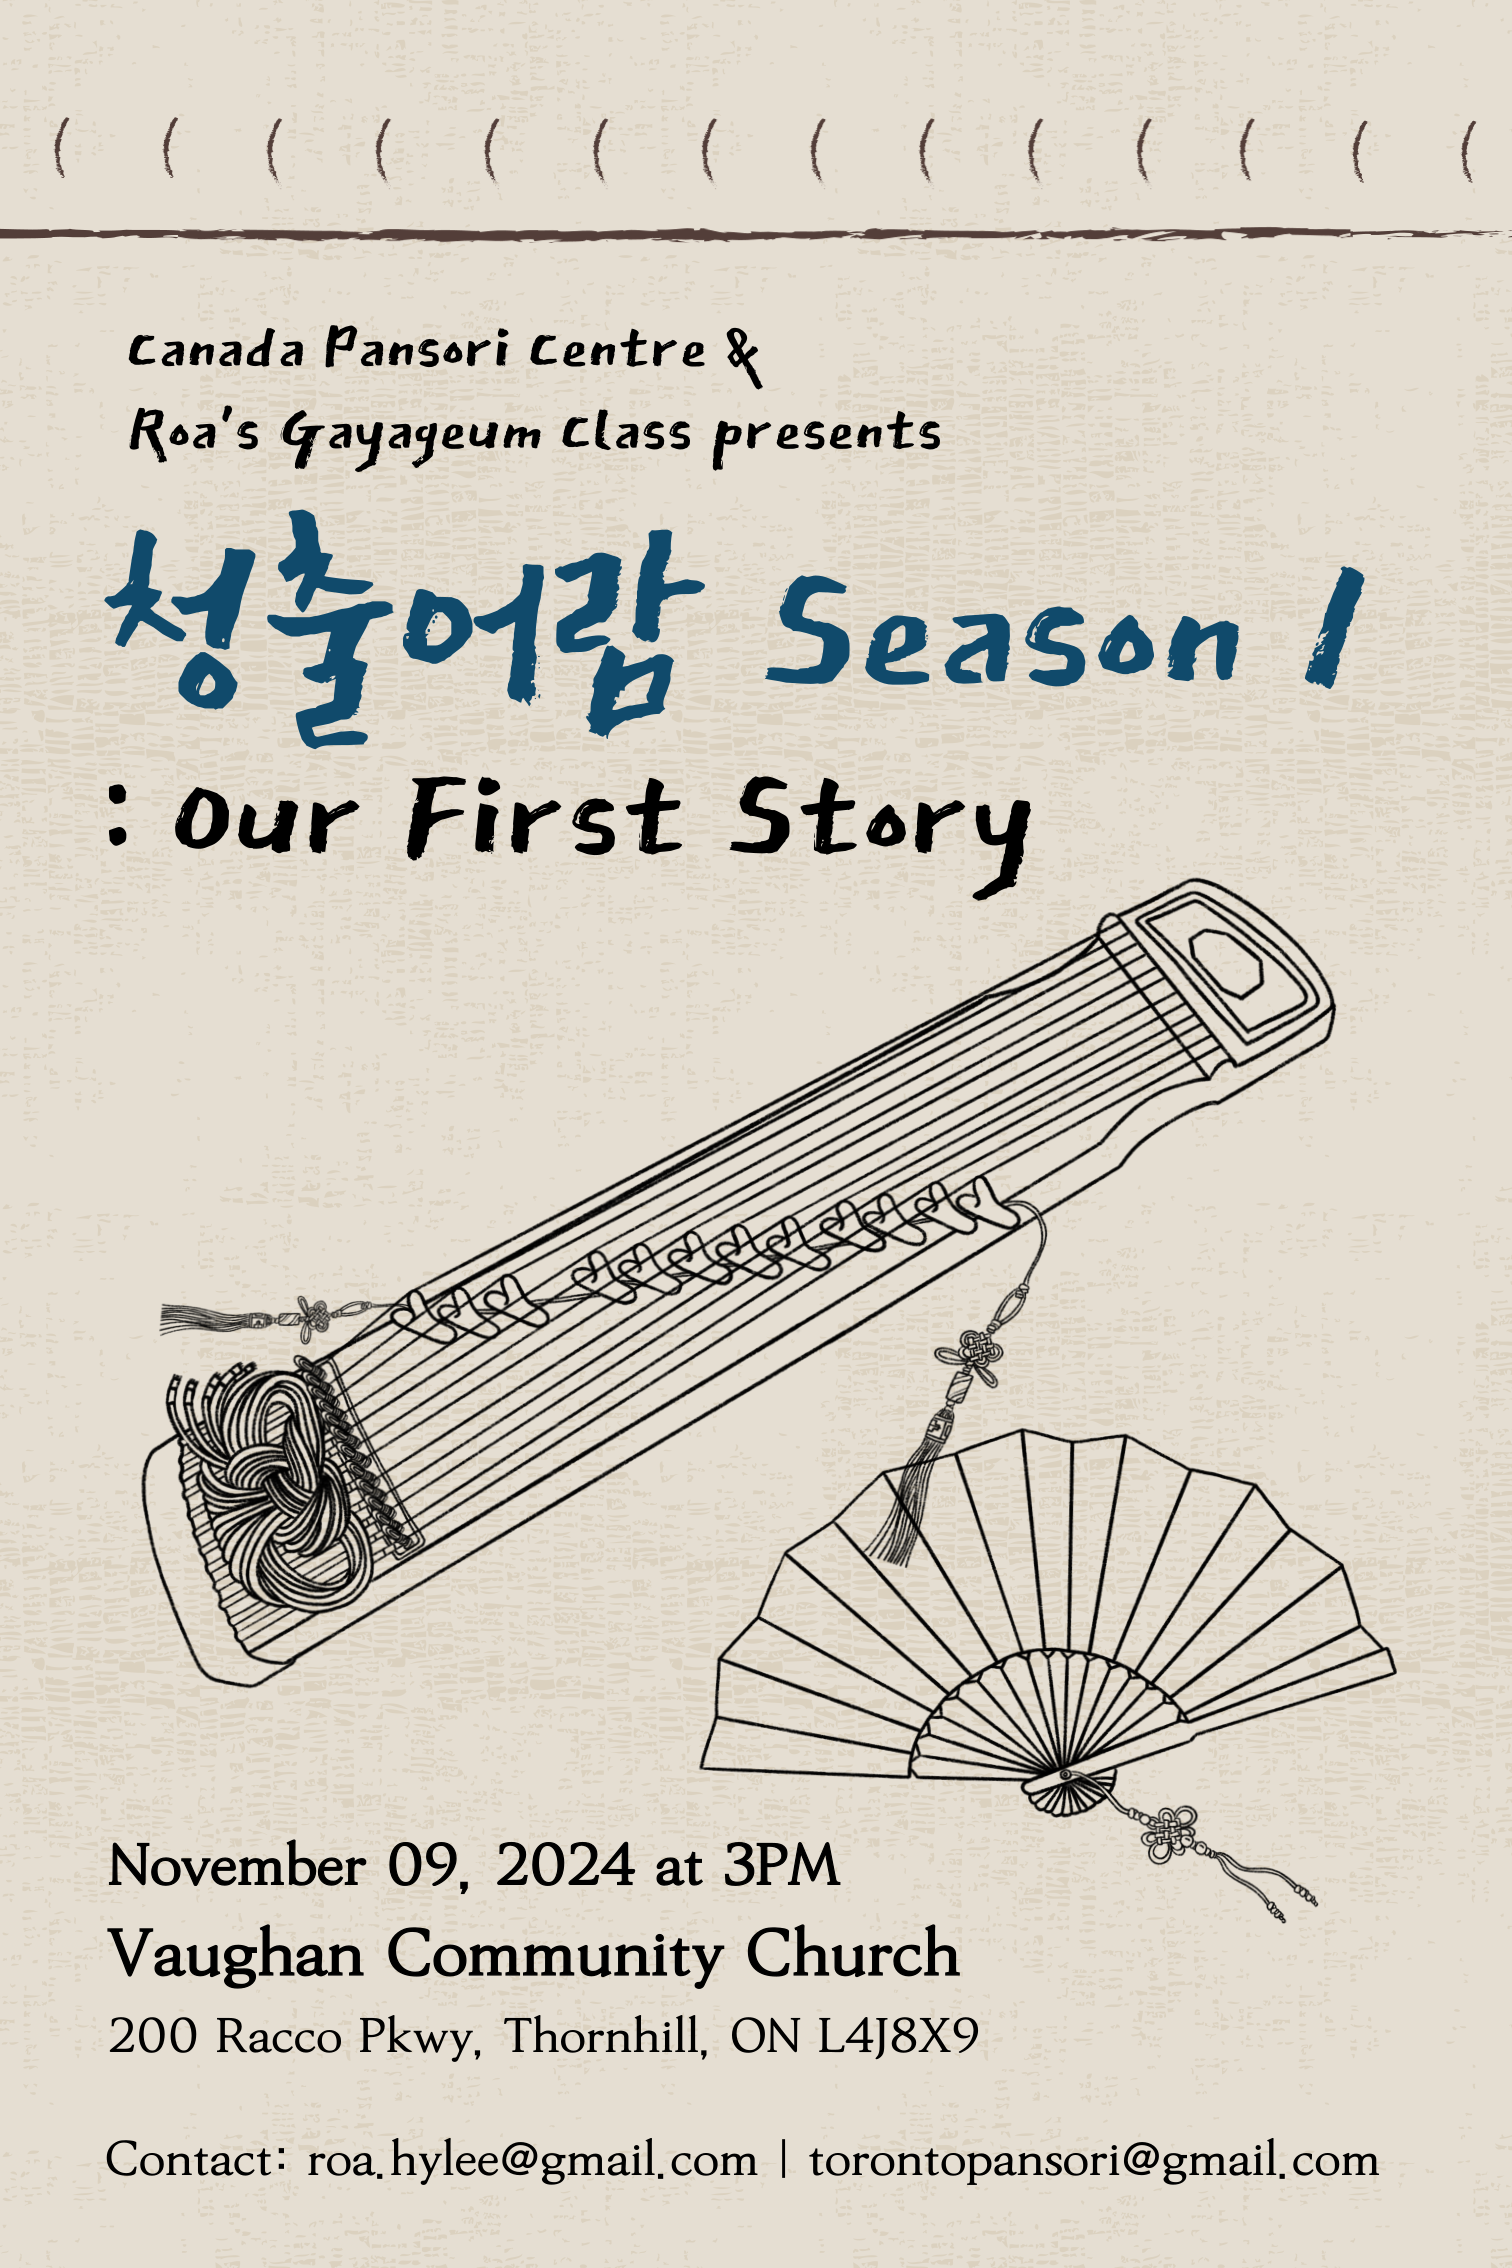 Canada Pansori Centre &
Roa's Gayageum Class presents
청출어람 Season 1
: Our First Story
November 09, 2024 at 3PM
Vaughan Community Church
200 Racco Pkwy, Thornhill, ON L4J8X9
Contact: roa.hylee@gmail.com | torontopansori@gmail.com